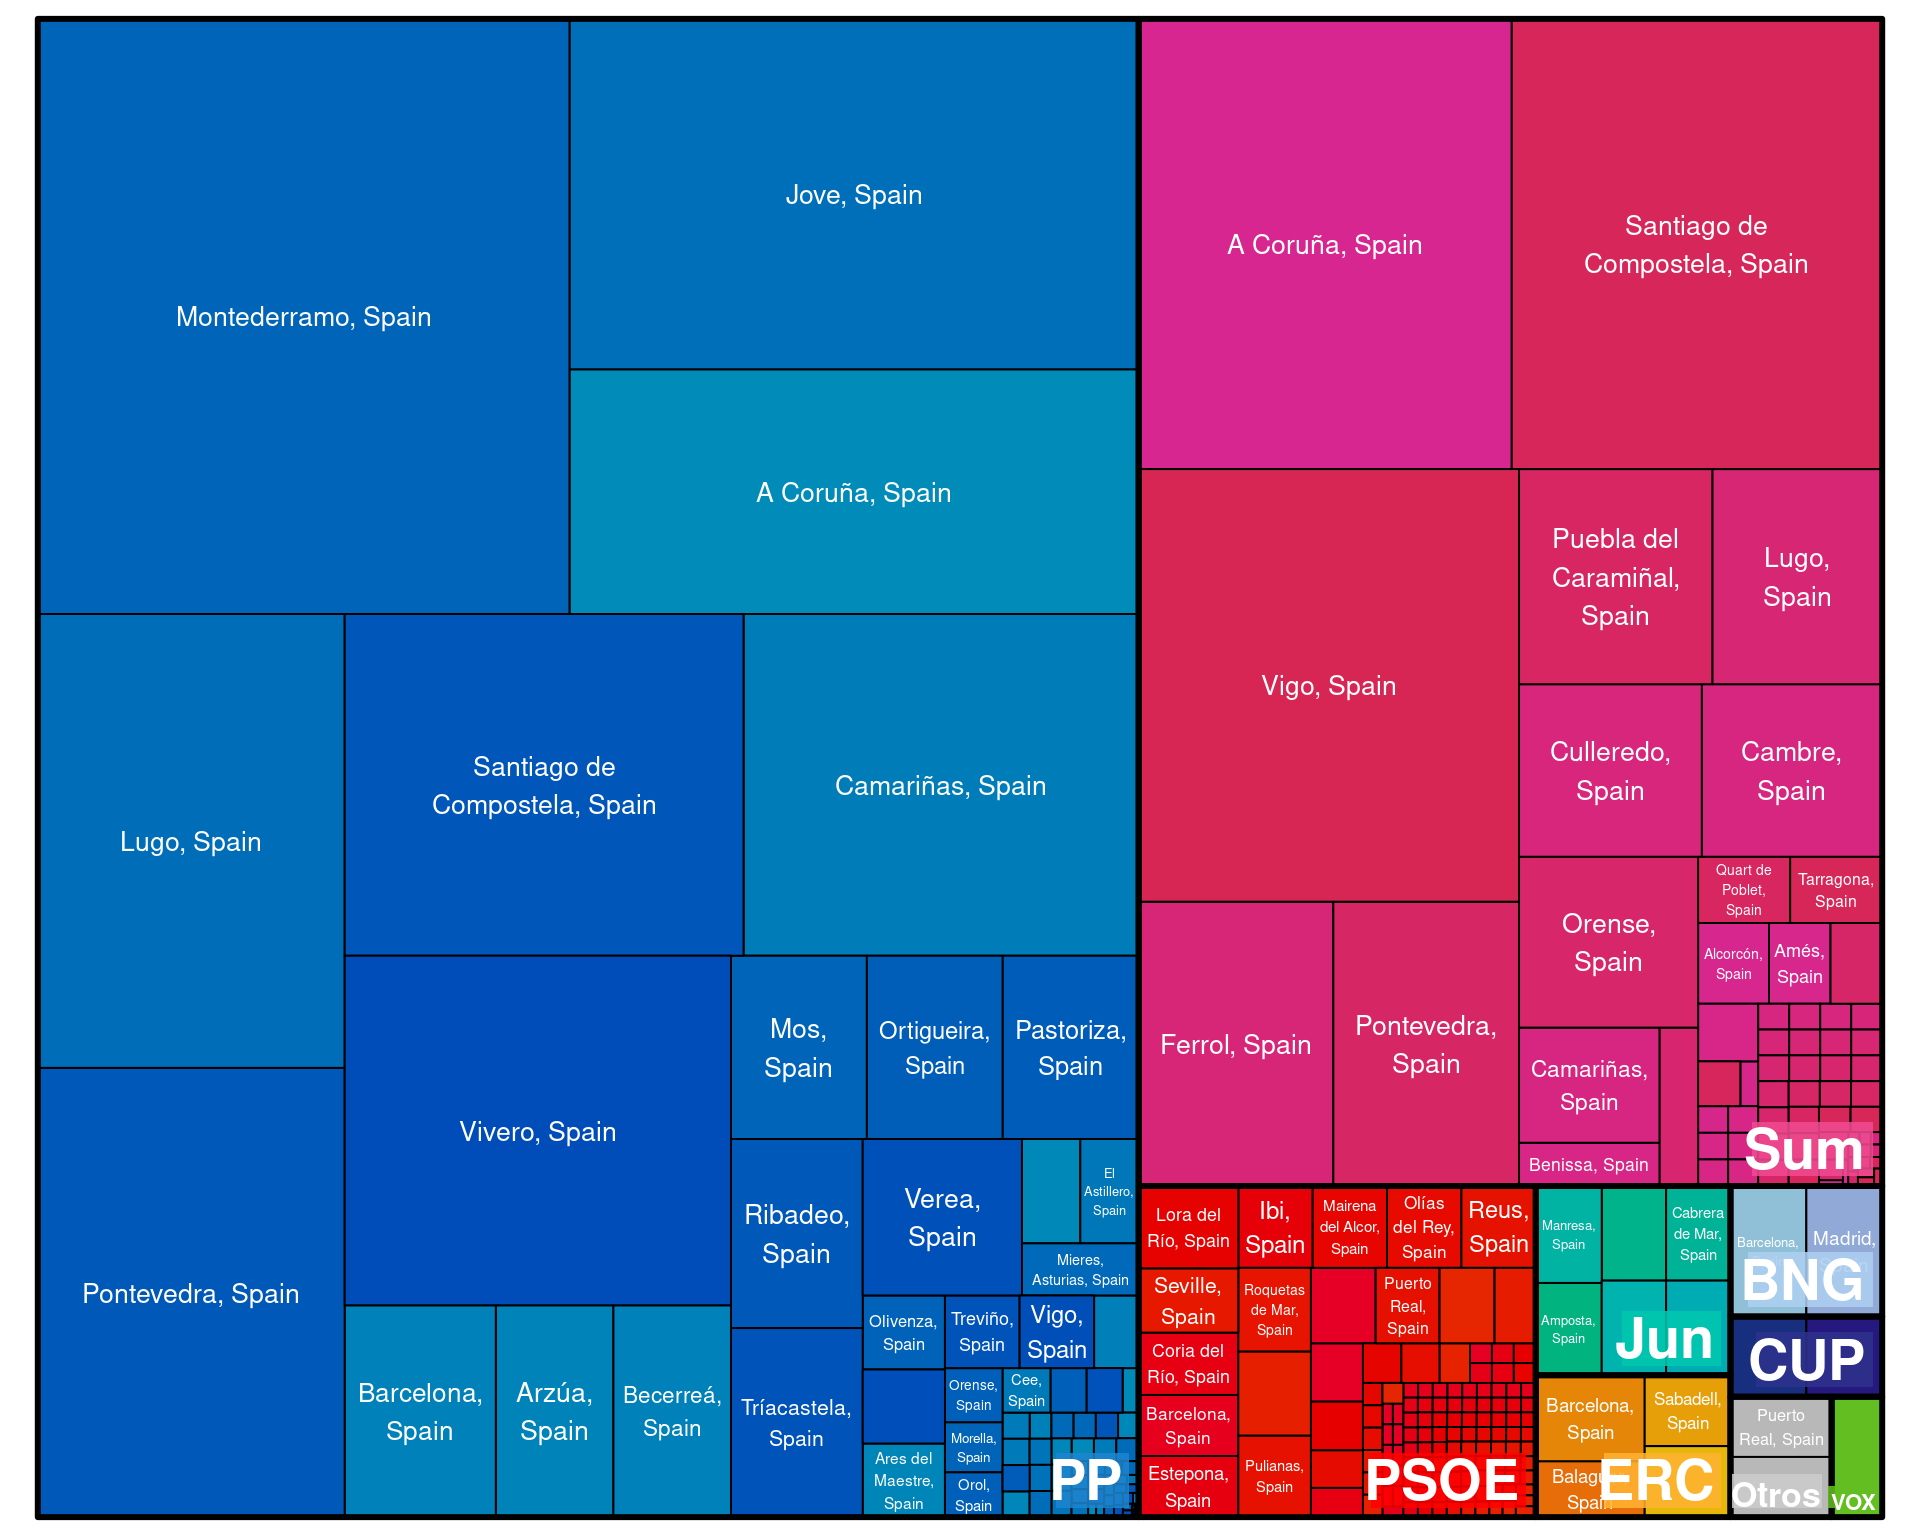 Montederramo, Spain
Jove, Spain
A Coruña, Spain
Lugo, Spain
Santiago de
Compostela, Spain
Camariñas, Spain
Pontevedra, Spain
Vivero, Spain
Mos,
Spain
Ortigueira,
Spain
Pastoriza,
Spain
Barcelona,
Spain
Arzúa,
Spain
Becerreá,
Spain
Ribadeo,
Spain
Tríacastela,
Spain
Verea,
Spain
El
Astillero,
Spain
Mieres,
Asturias, Spain
Olivenza,
Spain
Treviño,
Spain
Vigo,
Spain
Ares del
Maestre,
Spain
Orense,
Spain
Morella,
Spain
Orol,
Spain
Cee,
Spain
PP
A Coruña, Spain
Santiago de
Compostela, Spain
Vigo, Spain
Puebla del
Caramiñal,
Spain
Lugo,
Spain
Culleredo,
Spain
Cambre,
Spain
Ferrol, Spain
Pontevedra,
Spain
Orense,
Spain
Quart de
Poblet,
Spain
Tarragona,
Spain
Alcorcón,
Spain
Amés,
Spain
Camariñas,
Spain
Benissa, Spain
Sum
Lora del
Río, Spain
Ibi,
Spain
Mairena
del Alcor,
Spain
Olías
del Rey,
Spain
Reus,
Spain
Seville,
Spain
Roquetas
de Mar,
Spain
Puerto
Real,
Spain
Coria del
Río, Spain
Barcelona,
Spain
Estepona,
Spain
Pulianas,
Spain
PSOE
Manresa,
Spain
Cabrera
de Mar,
Spain
Amposta,
Spain
Jun
Barcelona,
Spain
Sabadell,
Spain
Spain
ERC
Barcelona,
Madrid,
BNG
CUP
Puerto
Real, Spain
Otros
VOX